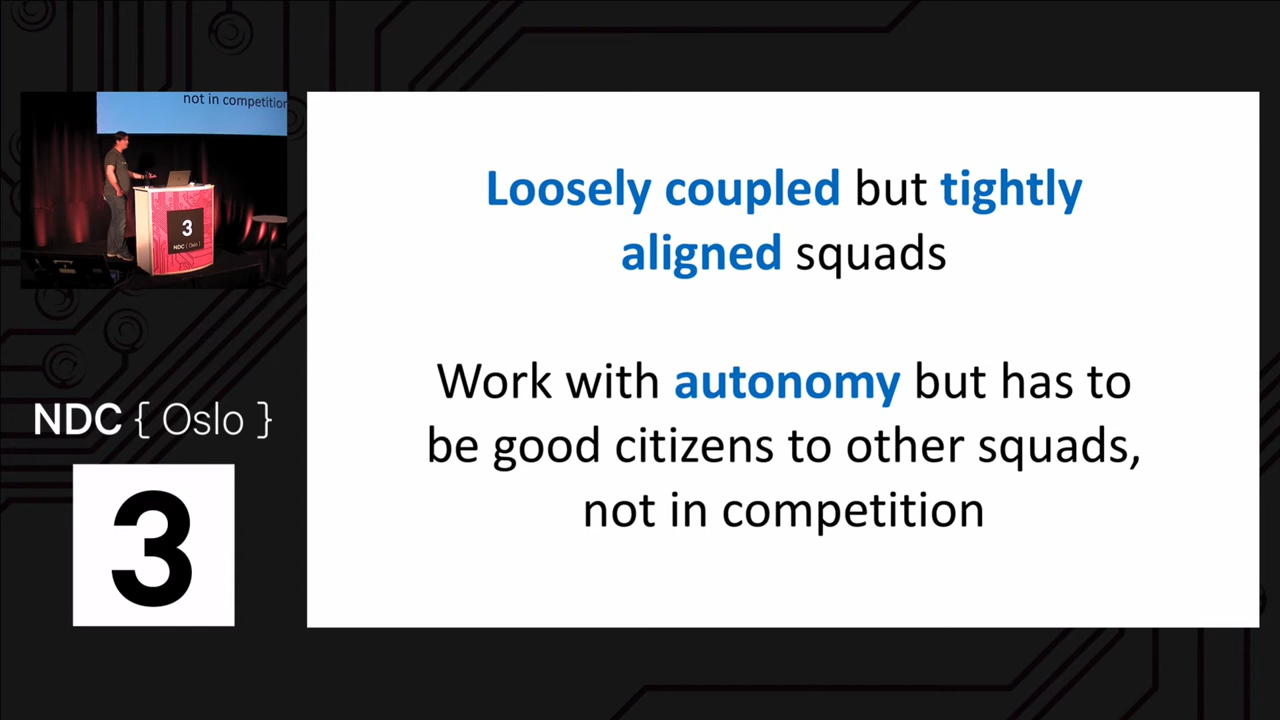 not in competition
3
NDC { Oslo }
NDC { Oslo }
3
Loosely coupled but tightly
aligned squads
Work with autonomy but has to
be good citizens to other squads,
not in competition